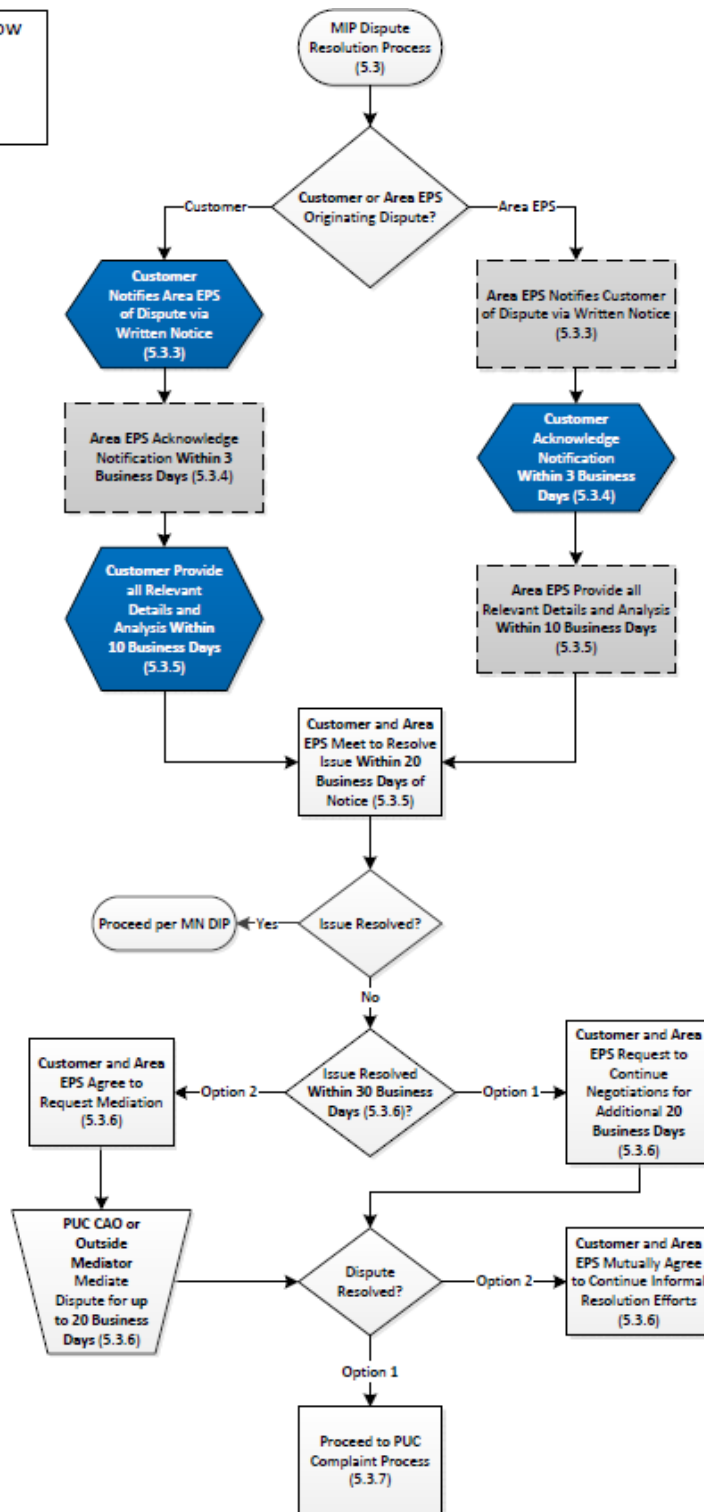 MIP Dispute
Resolution Process
(5.3)
Customer or Area EPS
Originating Dispute?
Customer
Area EPS
Customer
Notifies Area EPS
of Dispute via
Written Notice
(5.3.3)
Area EPS Notifies Customer
of Dispute via Written Notice
(5.3.3)
Area EPS Acknowledge
Notification Within 3
Business Days (5.3.4)
Customer
Acknowledge
Notification
Within 3 Business
Days (5.3.4)
Customer Provide
all Relevant
Details and
Analysis Within
10 Business Days
(5.3.5)
Area EPS Provide all
Relevant Details and Analysis
Within 10 Business Days
(5.3.5)
Customer and Area
EPS Meet to Resolve
Issue Within 20
Business Days of
Notice (5.3.5)
Issue Resolved?
Yes
Proceed per MN DIP
No
Issue Resolved
Within 30 Business
Days (5.3.6)?
Option 2
Option 1
Customer and Area
EPS Agree to
Request Mediation
(5.3.6)
Customer and Area
EPS Request to
Continue
Negotiations for
Additional 20
Business Days
(5.3.6)
PUC CAO or
Outside
Mediator
Mediate
Dispute for up
to 20 Business
Days (5.3.6)
Dispute
Resolved?
Option 2
Customer and Area
EPS Mutually Agree
to Continue Informal
Resolution Efforts
(5.3.6)
Option 1
Proceed to PUC
Complaint Process
(5.3.7)